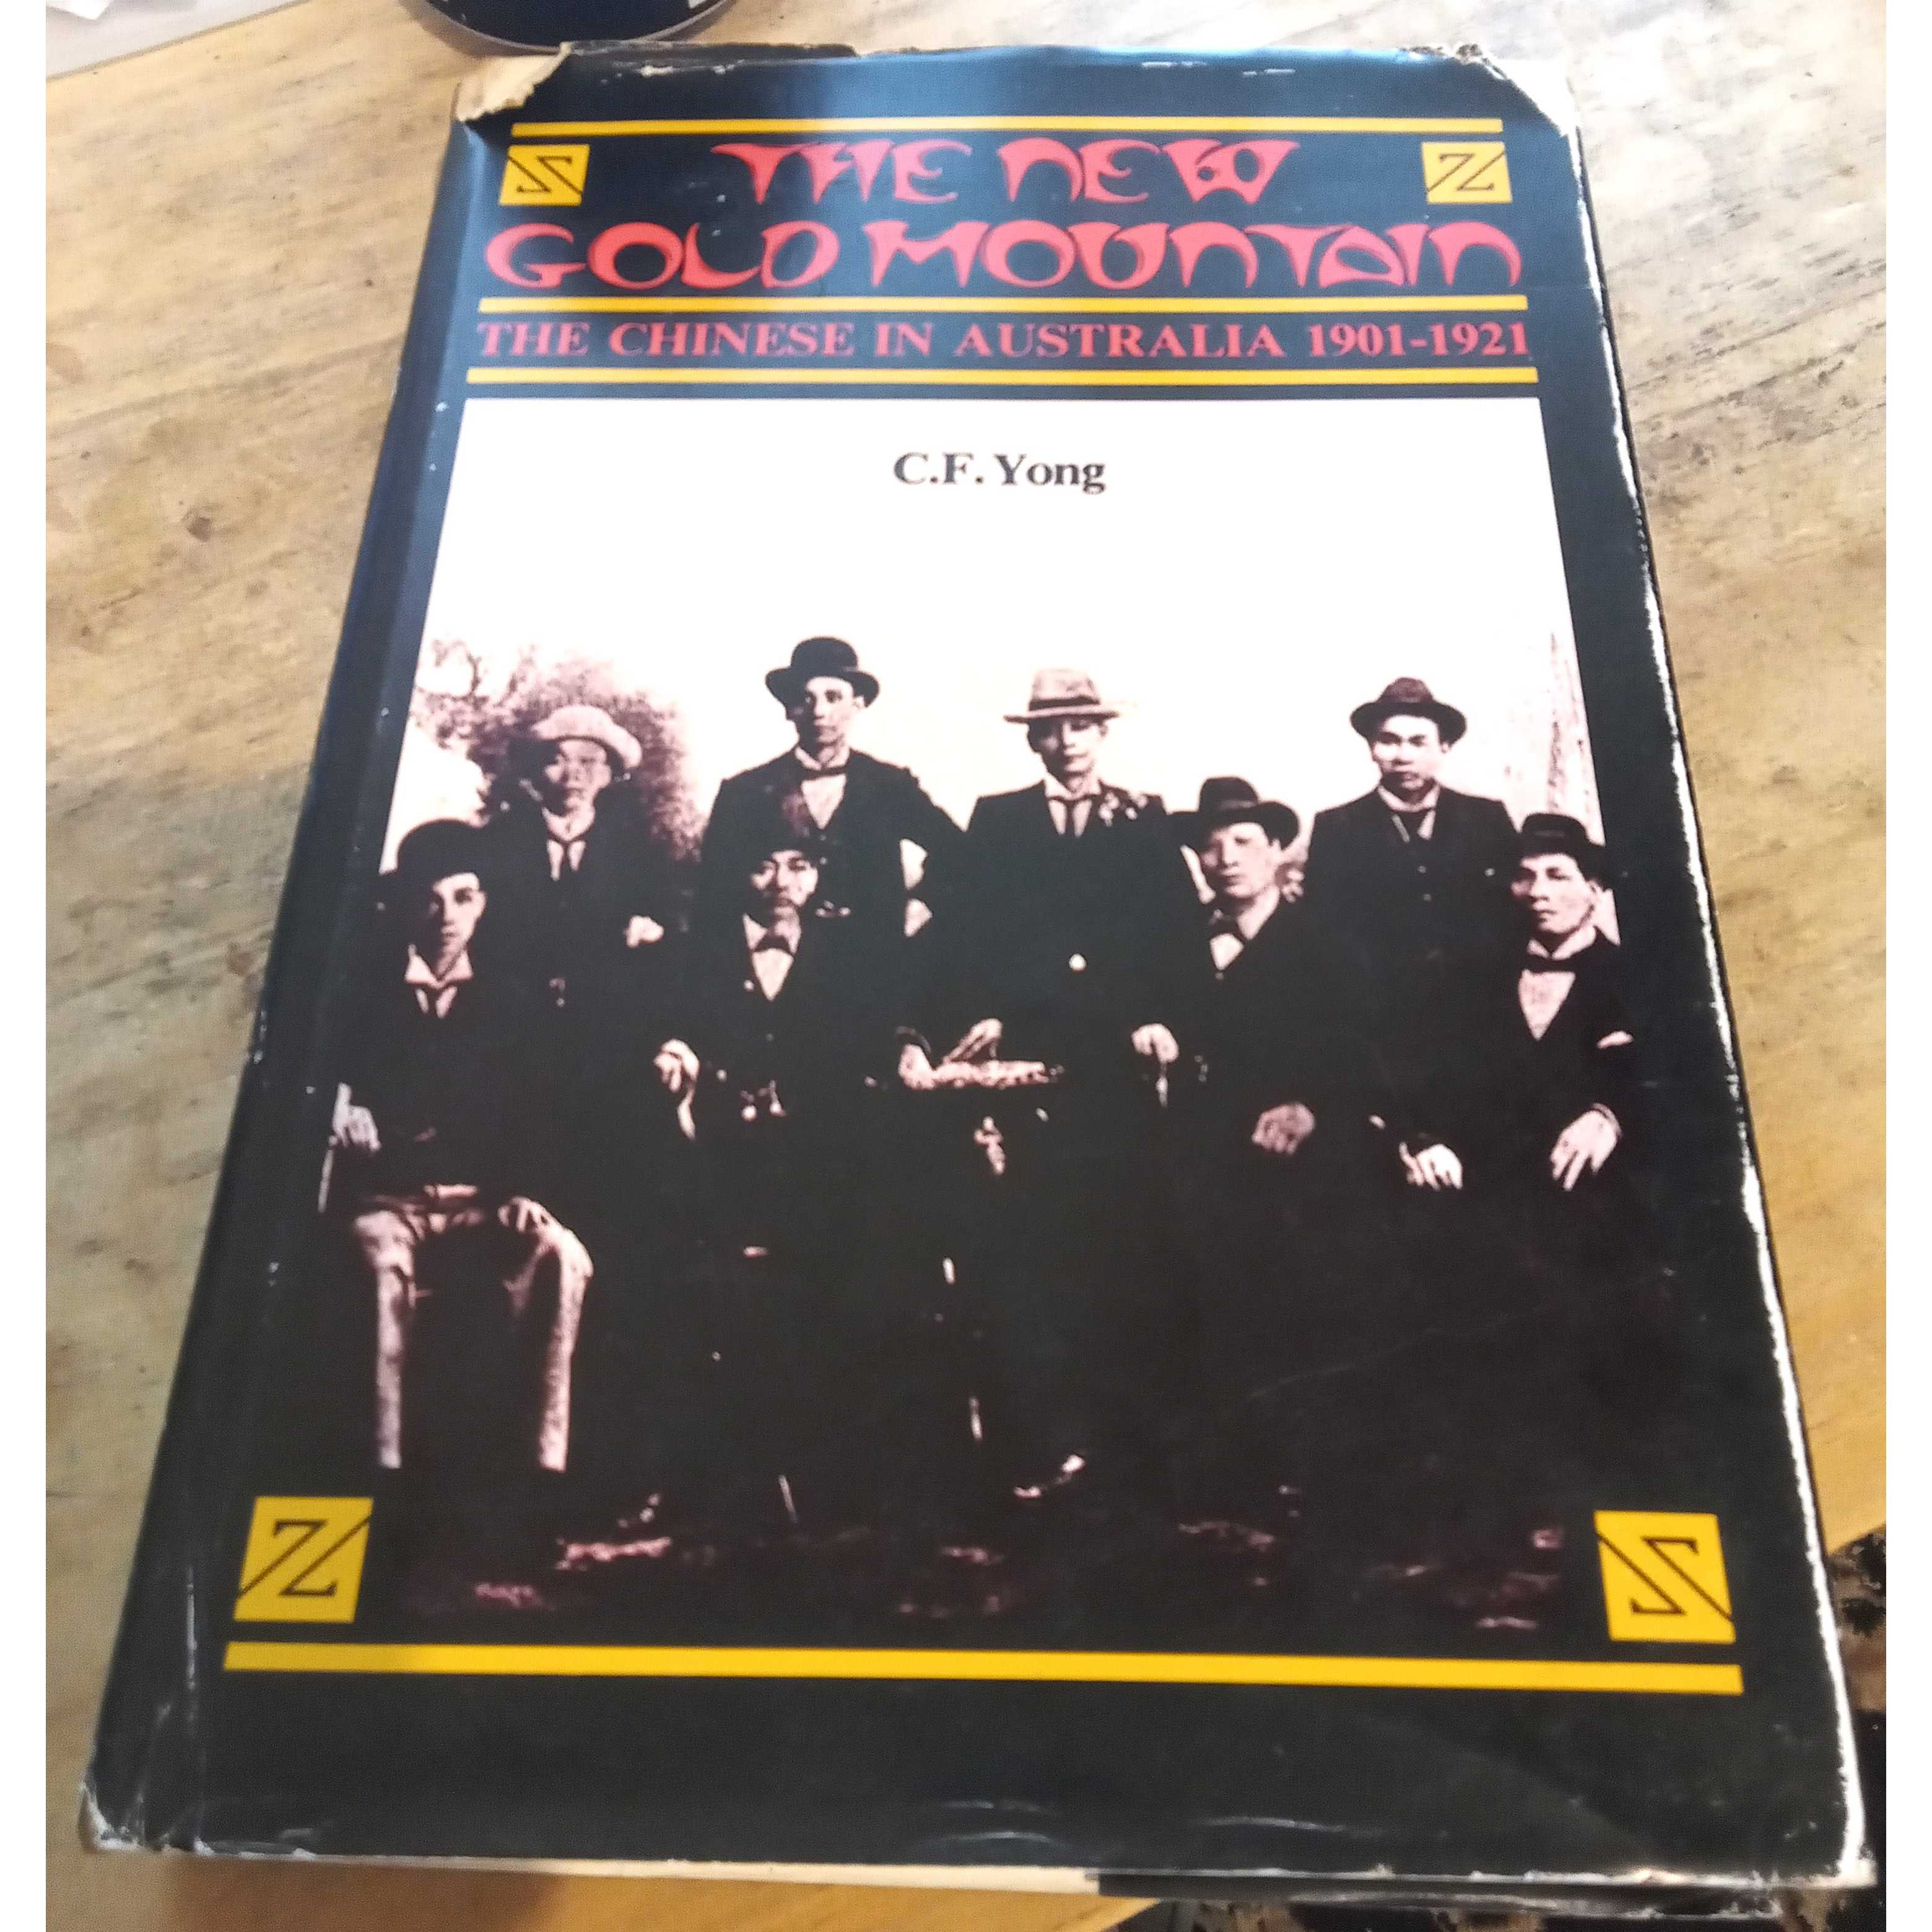 THE NEW
GOLD MOUNTAIN
THE CHINESE IN AUSTRALIA 1901-1921
C.F. Yong